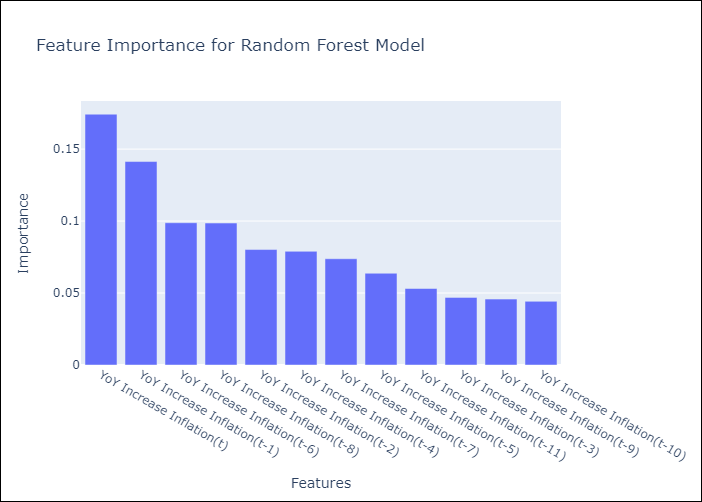 Feature Importance for Random Forest Model
Importance
0.15
0.1
0.05
0
YoY Increase Inflation(t)
YoY Increase Inflation(t-1)
YoY Increase Inflation(t-6)
YoY Increase Inflation(t-8)
YoY Increase Inflation(t-2)
YoY Increase Inflation(t-4)
YoY Increase Inflation(t-7)
YoY Increase Inflation(t-5)
YoY Increase Inflation(t-11)
YoY Increase Inflation(t-3)
YoY Increase Inflation(t-9)
YoY Increase Inflation(t-10)
Features